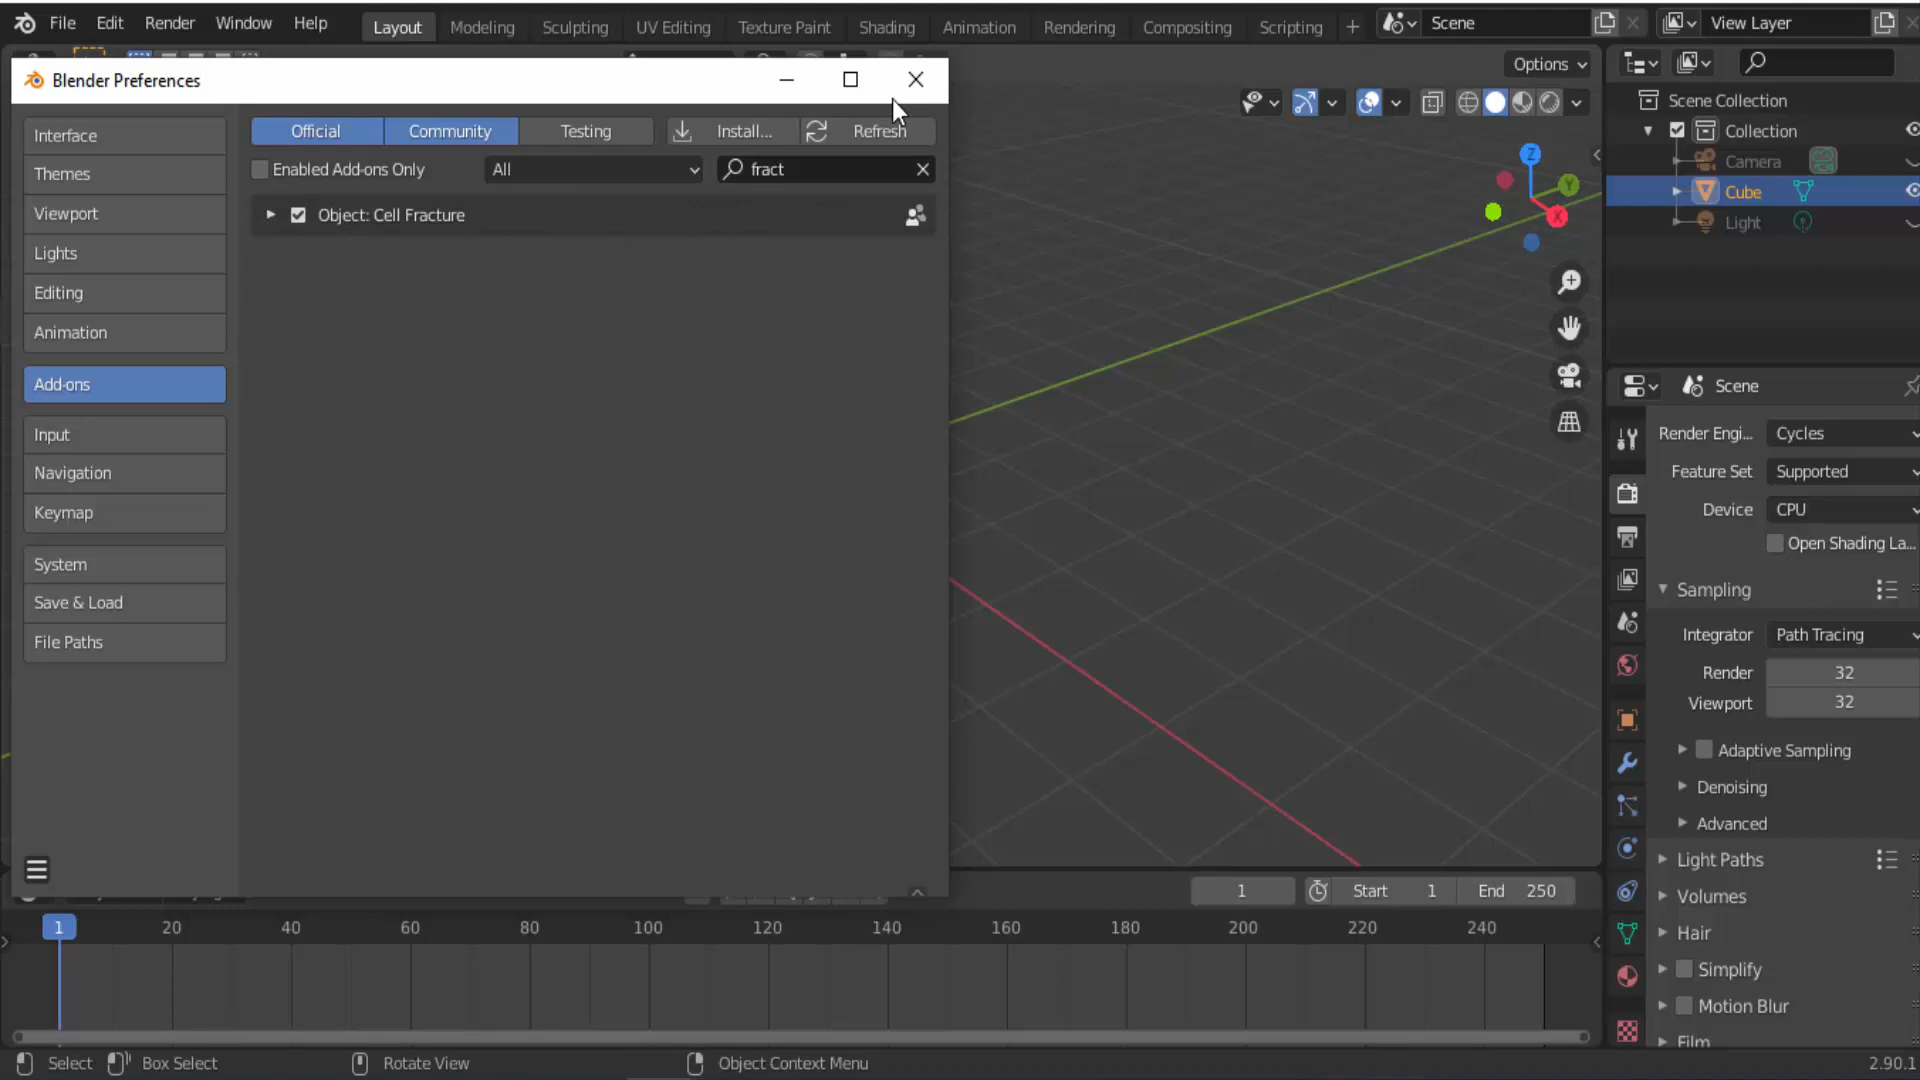 File Edit Render Window Help Layout Modeling Sculpting UV Editing Texture Paint Shading Animation Rendering Compositing Scripting + Scene View Layer
Blender Preferences
Options
Interface
Themes
Viewport
Lights
Editing
Animation
Add-ons
Input
Navigation
Keymap
System
Save & Load
File Paths
Official Community Testing Install... Refresh
Enabled Add-ons Only All fract
Object: Cell Fracture
Z
Y
X
Scene Collection
Collection
Camera
Cube
Light
Scene
Render Engi... Cycles
Feature Set Supported
Device CPU
Open Shading La...
Sampling
Integrator Path Tracing
Render 32
Viewport 32
Adaptive Sampling
Denoising
Advanced
Light Paths
Volumes
Hair
Simplify
Motion Blur
Film
1 Start 1 End 250
1 20 40 60 80 100 120 140 160 180 200 220 240
Select Box Select Rotate View Object Context Menu 2.90.1